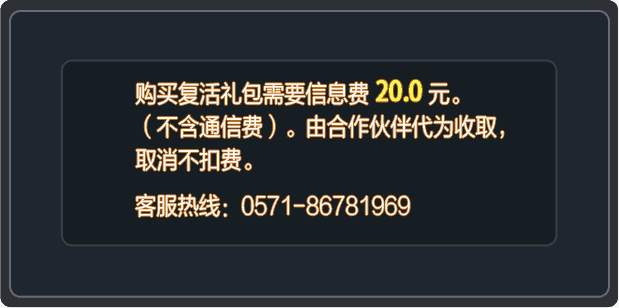 购买复活礼包需要信息费 20.0 元。
（不含通信费）。由合作伙伴代为收取，
取消不扣费。
客服热线：0571-86781969